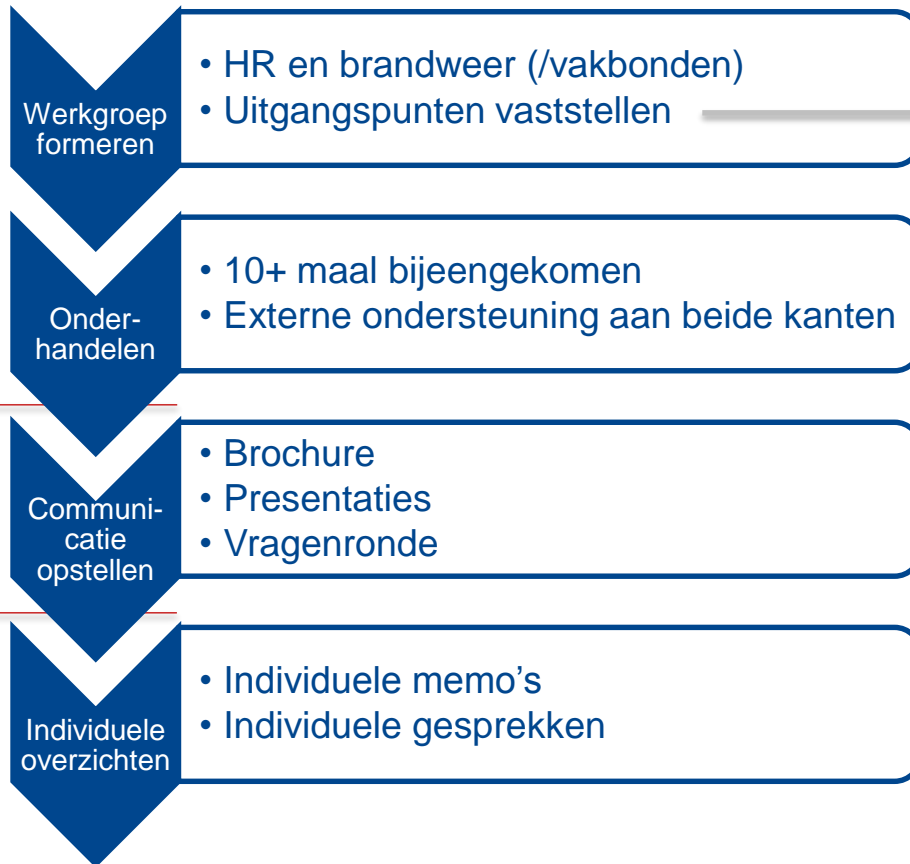 Werkgroep
formeren
• HR en brandweer (/vakbonden)
• Uitgangspunten vaststellen
Onder-
handelen
• 10+ maal bijeengekomen
• Externe ondersteuning aan beide kanten
Communi-
catie
opstellen
• Brochure
• Presentaties
• Vragenronde
Individuele
overzichten
• Individuele memo’s
• Individuele gesprekken